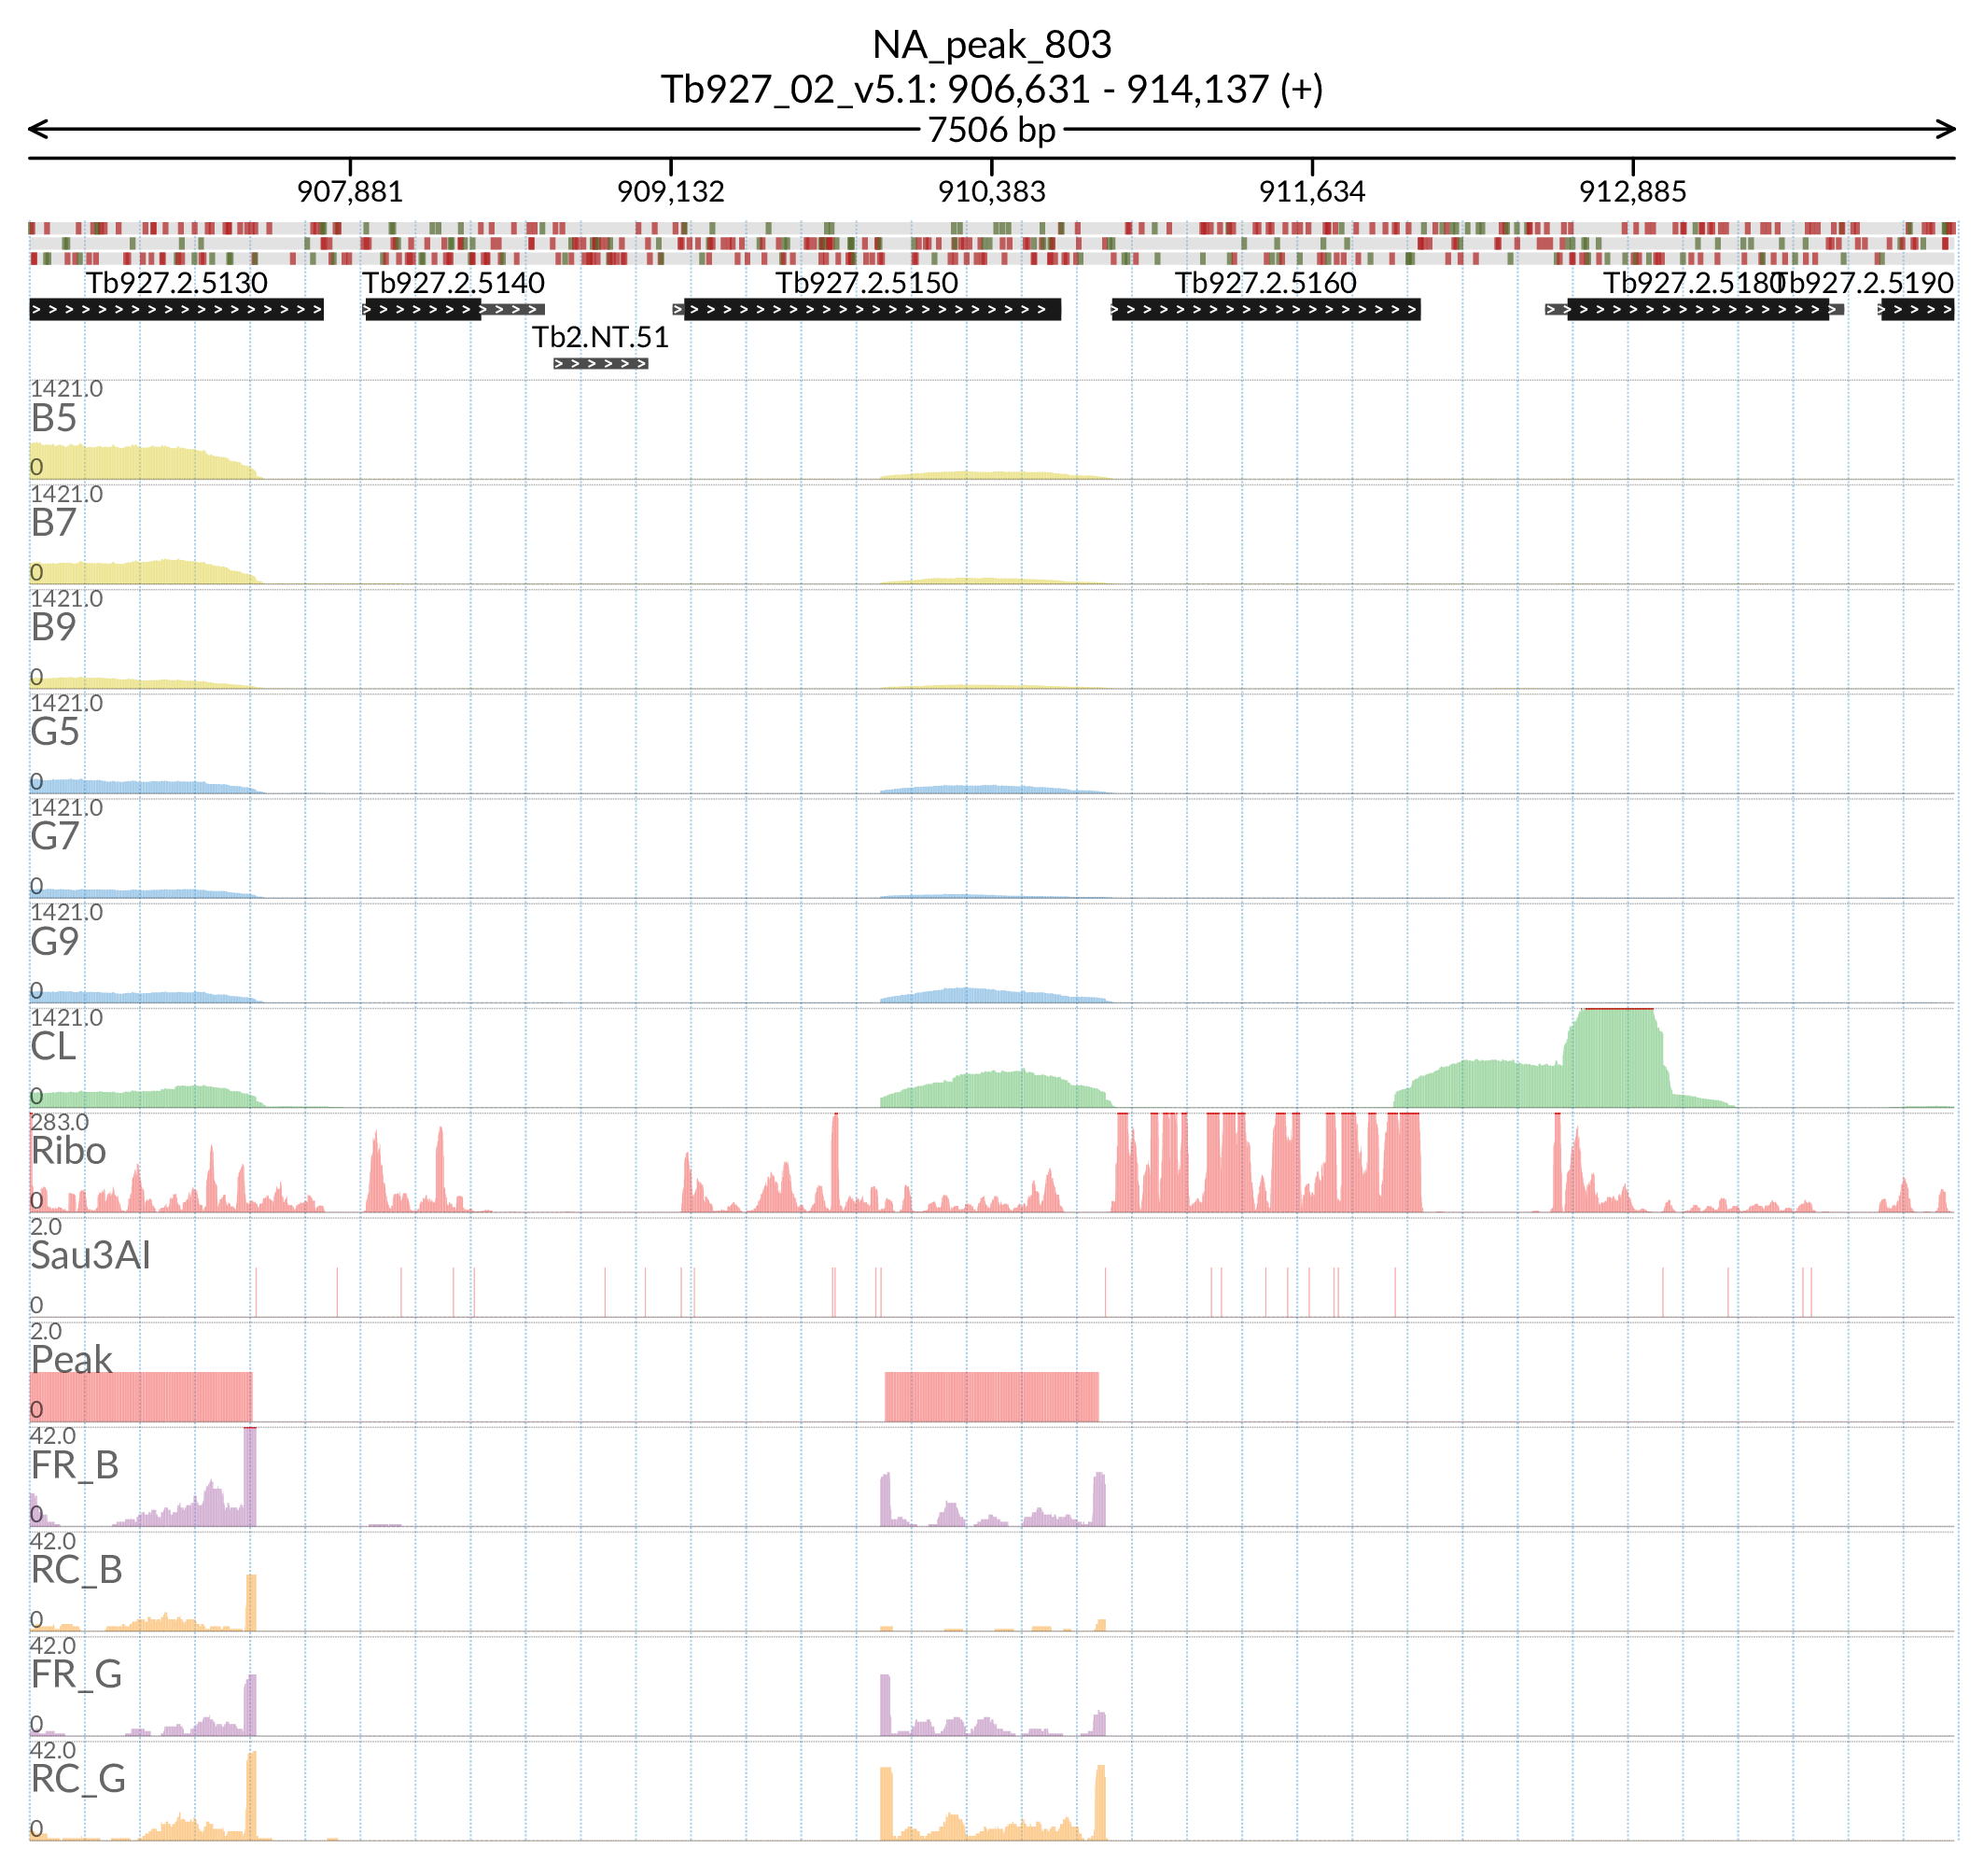 NA_peak_803
Tb927_02_v5.1: 906,631 - 914,137 (+)
7506 bp
907,881 909,132 910,383 911,634 912,885
Tb927.2.5130 Tb927.2.5140 Tb927.2.5150 Tb927.2.5160 Tb927.2.5180 Tb927.2.5190
Tb2.NT.51
1421.0
B5
0
1421.0
B7
0
1421.0
B9
0
1421.0
G5
0
1421.0
G7
0
1421.0
G9
0
1421.0
CL
0
283.0
Ribo
0
2.0
Sau3AI
0
2.0
Peak
0
42.0
FR_B
0
42.0
RC_B
0
42.0
FR_G
0
42.0
RC_G
0